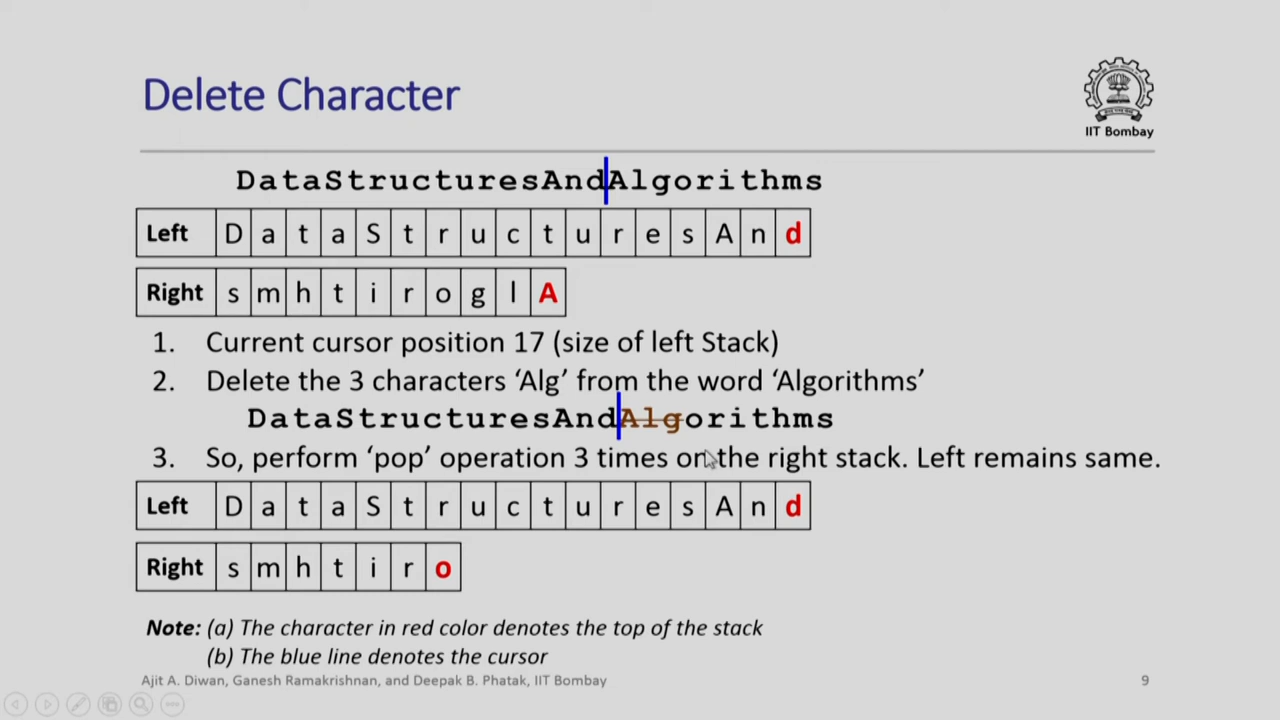 Delete Character
IIT Bombay
DataStructuresAndAlgorithms
Left D a t a S t r u c t u r e s A n d
Right s m h t i r o g l A
1. Current cursor position 17 (size of left Stack)
2. Delete the 3 characters ‘Alg’ from the word ‘Algorithms’
DataStructuresAndAlgorithms
3. So, perform ‘pop’ operation 3 times on the right stack. Left remains same.
Left D a t a S t r u c t u r e s A n d
Right s m h t i r o
Note: (a) The character in red color denotes the top of the stack
(b) The blue line denotes the cursor
Ajit A. Diwan, Ganesh Ramakrishnan, and Deepak B. Phatak, IIT Bombay 9